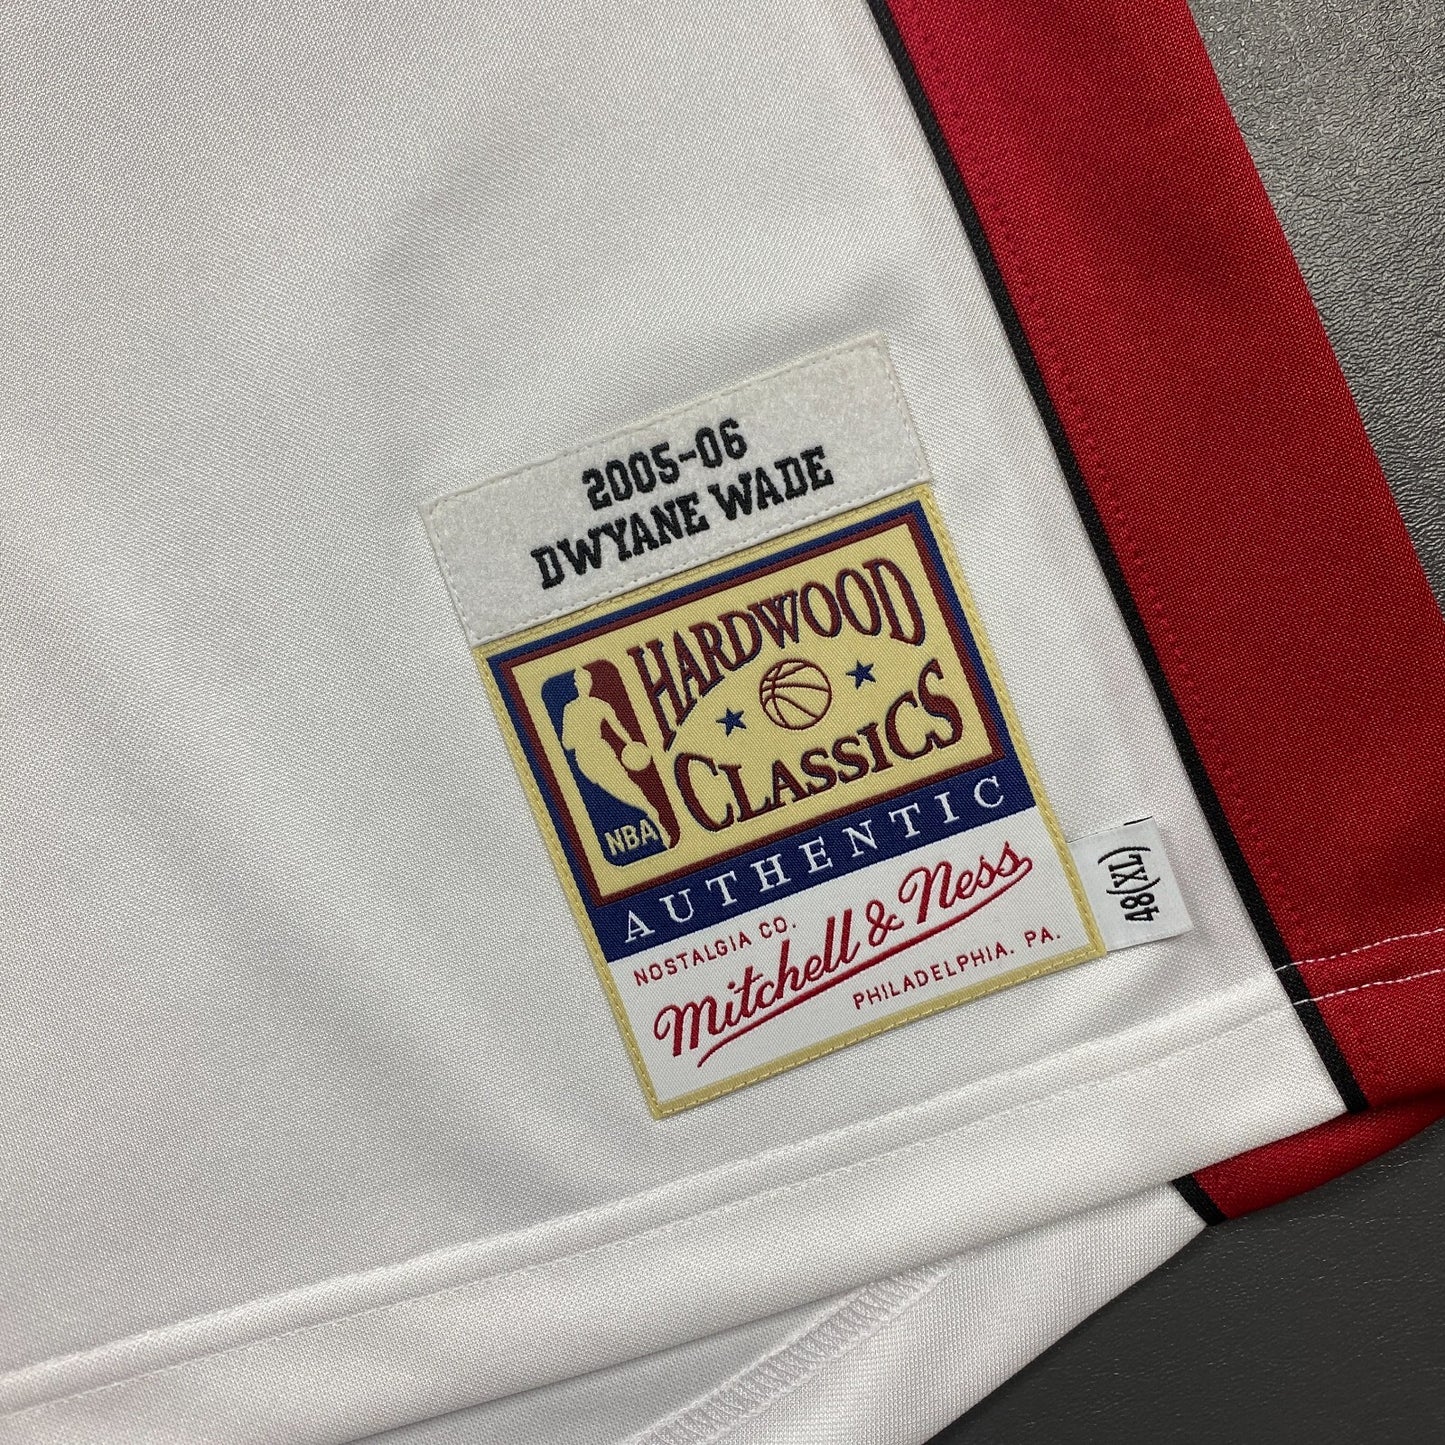 2005-06
DWYANE WADE
HARDWOOD
CLASSICS
NBA
AUTHENTIC
NOSTALGIA CO.
Mitchell & Ness
PHILADELPHIA, PA.
48(XL)